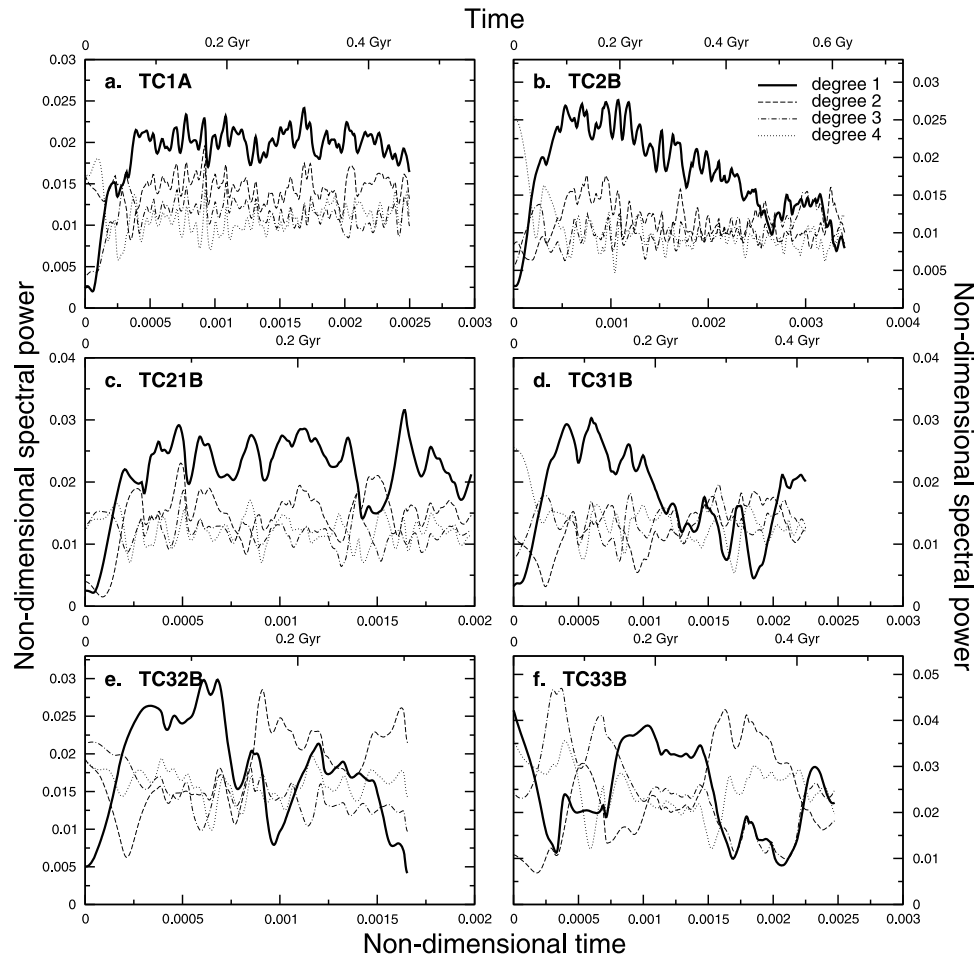 Time
0 0.2 Gyr 0.4 Gyr
0 0.2 Gyr 0.4 Gyr 0.6 Gy
a. TC1A
0.03
0.025
0.02
0.015
0.01
0.005
0
0 0.0005 0.001 0.0015 0.002 0.0025 0.003
b. TC2B
degree 1
degree 2
degree 3
degree 4
0.03
0.025
0.02
0.015
0.01
0.005
0
0 0.001 0.002 0.003 0.004
0 0.2 Gyr
0 0.2 Gyr 0.4 Gyr
c. TC21B
0.04
0.03
0.02
0.01
0
0 0.0005 0.001 0.0015 0.002
d. TC31B
0.04
0.03
0.02
0.01
0
0 0.0005 0.001 0.0015 0.002 0.0025 0.003
0 0.2 Gyr
0 0.2 Gyr 0.4 Gyr
e. TC32B
0.03
0.025
0.02
0.015
0.01
0.005
0
0 0.0005 0.001 0.0015 0.002
f. TC33B
0.05
0.04
0.03
0.02
0.01
0
0 0.0005 0.001 0.0015 0.002 0.0025 0.003
Non-dimensional spectral power
Non-dimensional spectral power
Non-dimensional time